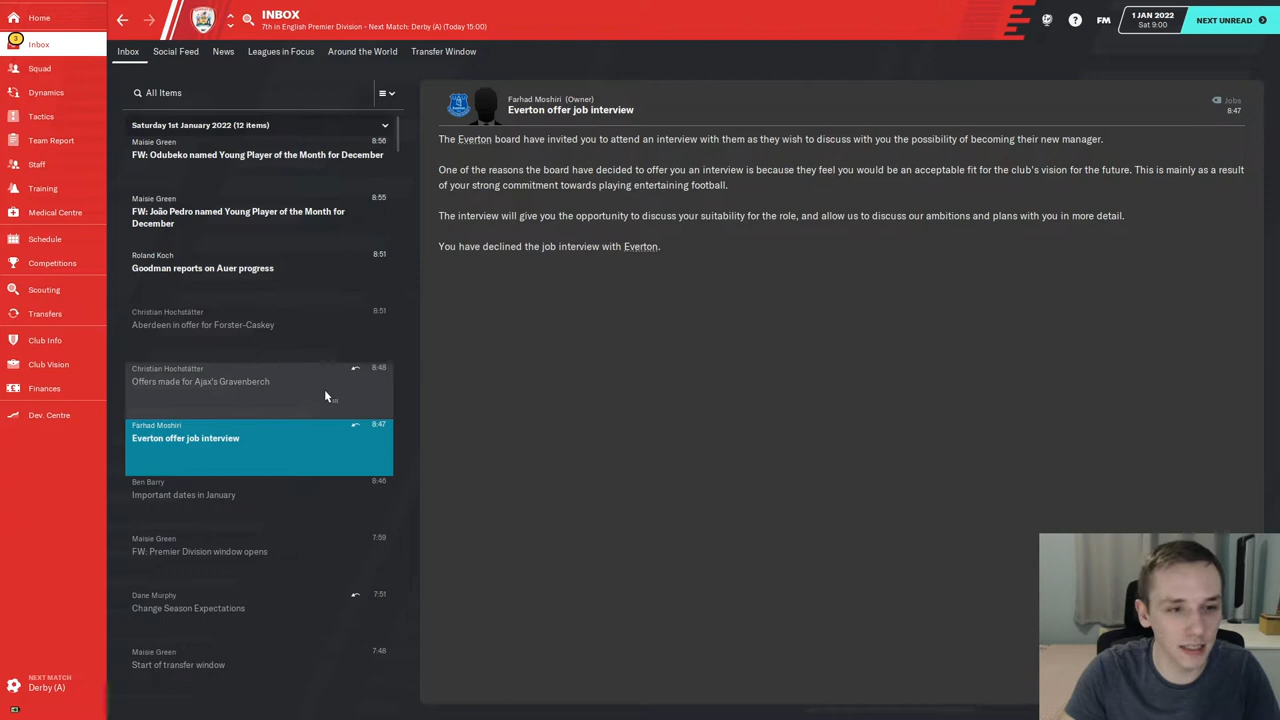 Home
Inbox
3
Squad
Dynamics
Tactics
Team Report
Staff
Training
Medical Centre
Schedule
Competitions
Scouting
Transfers
Club Info
Club Vision
Finances
Dev. Centre
NEXT MATCH
Derby (A)
INBOX
7th in English Premier Division - Next Match: Derby (A) (Today 15:00)
FM
1 JAN 2022
Sat 9:00
NEXT UNREAD
Inbox
Social Feed
News
Leagues in Focus
Around the World
Transfer Window
All Items
Saturday 1st January 2022 (12 items)
Maisie Green 8:56
FW: Odubeko named Young Player of the Month for December
Maisie Green 8:55
FW: João Pedro named Young Player of the Month for
December
Roland Koch 8:51
Goodman reports on Auer progress
Christian Hochstätter 8:51
Aberdeen in offer for Forster-Caskey
Christian Hochstätter 8:48
Offers made for Ajax's Gravenberch
Farhad Moshiri 8:47
Everton offer job interview
Ben Barry 8:46
Important dates in January
Maisie Green 7:59
FW: Premier Division window opens
Dane Murphy 7:51
Change Season Expectations
Maisie Green 7:48
Start of transfer window
Farhad Moshiri (Owner)
Everton offer job interview
Jobs
8:47
The Everton board have invited you to attend an interview with them as they wish to discuss with you the possibility of becoming their new manager.
One of the reasons the board have decided to offer you an interview is because they feel you would be an acceptable fit for the club's vision for the future. This is mainly as a result
of your strong commitment towards playing entertaining football.
The interview will give you the opportunity to discuss your suitability for the role, and allow us to discuss our ambitions and plans with you in more detail.
You have declined the job interview with Everton.